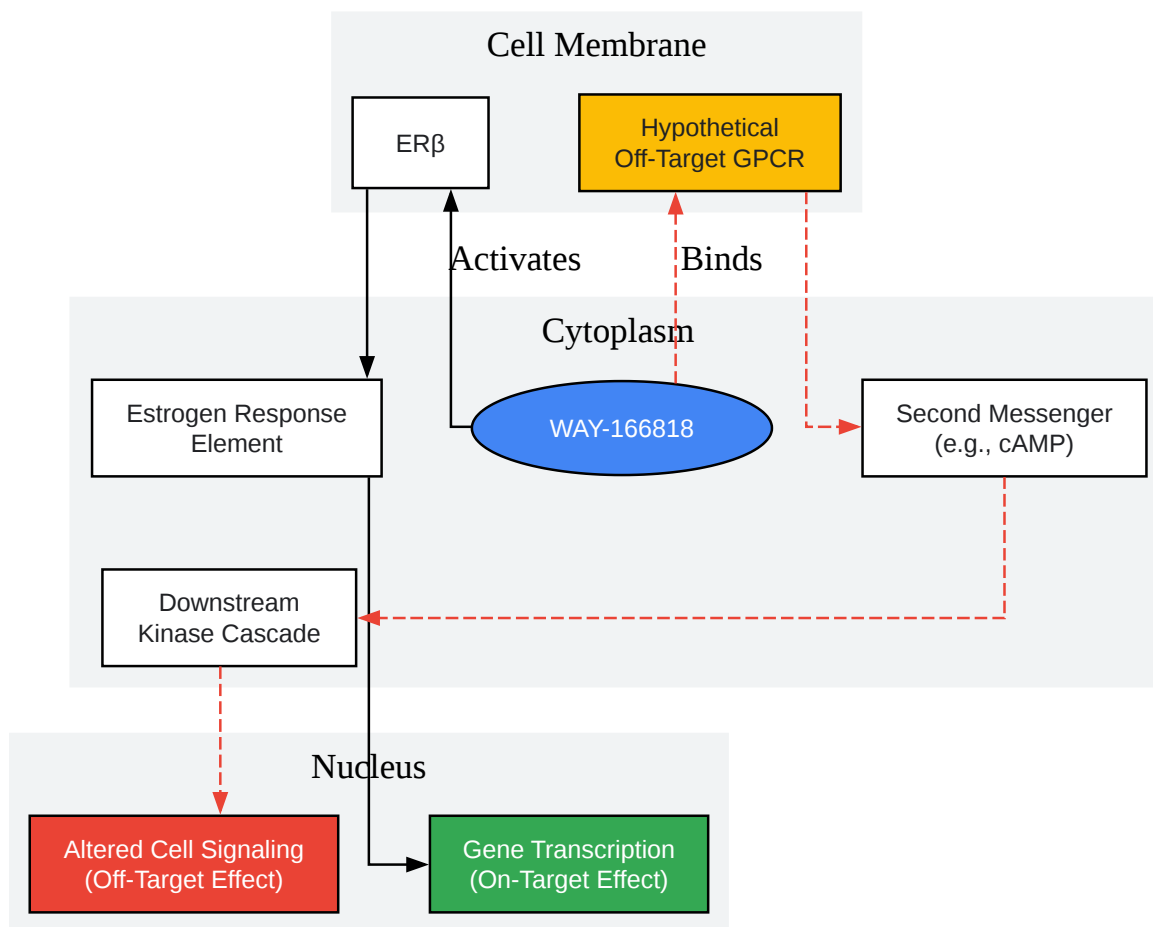 Cell Membrane
ERβ
Hypothetical
Off-Target GPCR
Activates
Binds
Cytoplasm
Estrogen Response
Element
WAY-166818
Second Messenger
(e.g., cAMP)
Downstream
Kinase Cascade
Nucleus
Altered Cell Signaling
(Off-Target Effect)
Gene Transcription
(On-Target Effect)